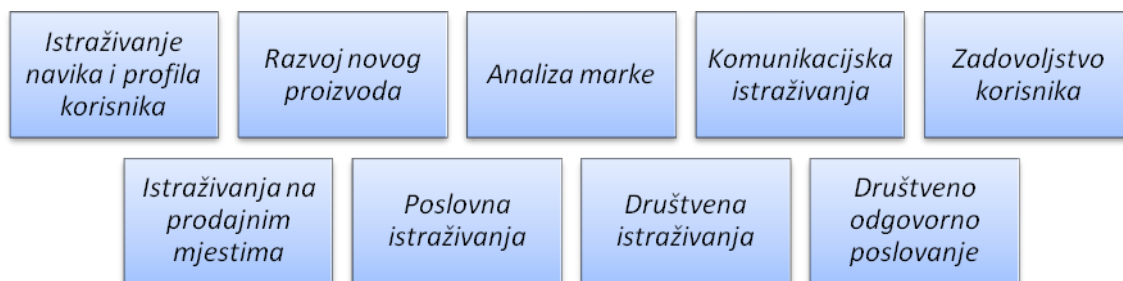 Istraživanje
navika i profila
korisnika
Razvoj novog
proizvoda
Analiza marke
Komunikacijska
istraživanja
Zadovoljstvo
korisnika
Istraživanja na
prodajnim
mjestima
Poslovna
istraživanja
Društvena
istraživanja
Društveno
odgovorno
poslovanje